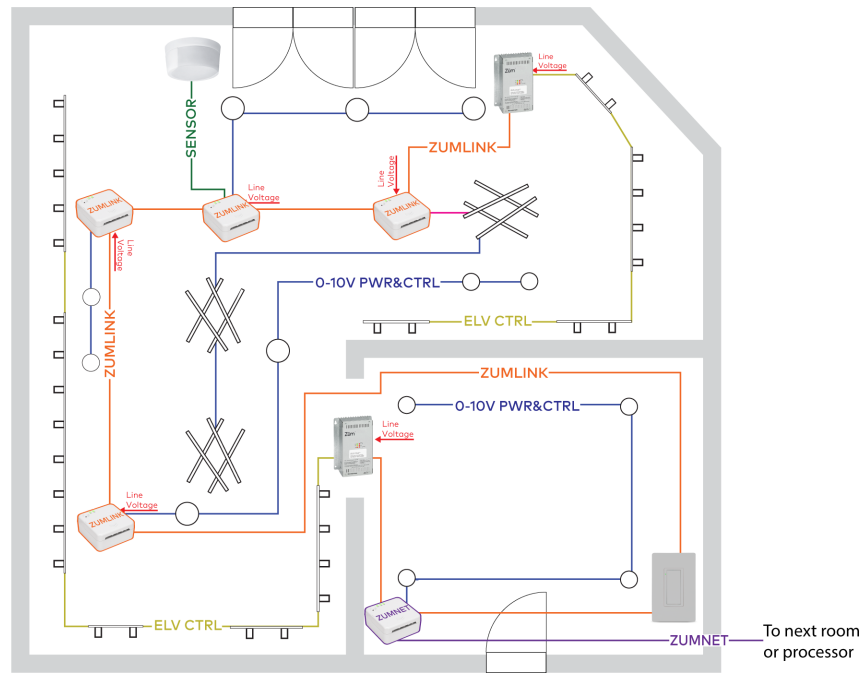 Line
Voltage
Zūm
SENSOR
ZUMLINK
Line
Voltage
ZUMLINK
Line
Voltage
ZUMLINK
ZUMLINK
Line
Voltage
0-10V PWR&CTRL
ELV CTRL
ZUMLINK
ZUMLINK
0-10V PWR&CTRL
Zūm
Line
Voltage
Line
Voltage
ZUMLINK
ZUMNET
ELV CTRL
ZUMNET
To next room
or processor